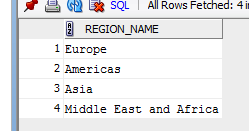 SQL | All Rows Fetched: 4 i
REGION_NAME
1 Europe
2 Americas
3 Asia
4 Middle East and Africa